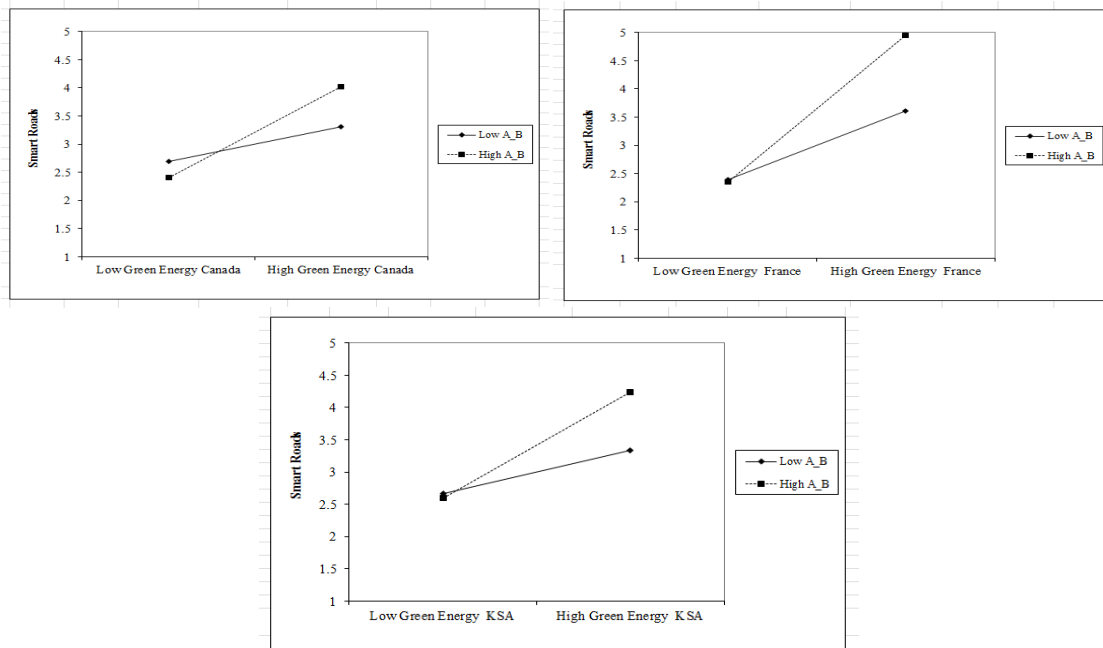 5
4.5
4
3.5
3
2.5
2
1.5
1
Smart Roads
Low Green Energy Canada
High Green Energy Canada
Low A_B
High A_B
5
4.5
4
3.5
3
2.5
2
1.5
1
Smart Roads
Low Green Energy France
High Green Energy France
Low A_B
High A_B
5
4.5
4
3.5
3
2.5
2
1.5
1
Smart Roads
Low Green Energy KSA
High Green Energy KSA
Low A_B
High A_B